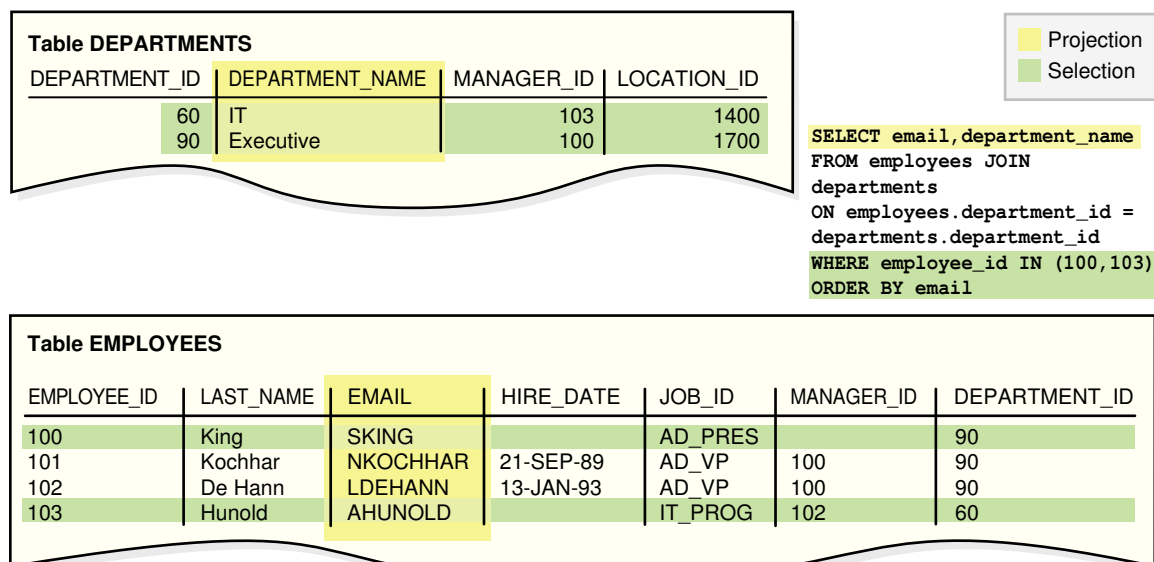 Table DEPARTMENTS
DEPARTMENT_ID DEPARTMENT_NAME MANAGER_ID LOCATION_ID
60 IT 103 1400
90 Executive 100 1700
Projection
Selection
SELECT email,department_name
FROM employees JOIN
departments
ON employees.department_id =
departments.department_id
WHERE employee_id IN (100,103)
ORDER BY email
Table EMPLOYEES
EMPLOYEE_ID LAST_NAME EMAIL HIRE_DATE JOB_ID MANAGER_ID DEPARTMENT_ID
100 King SKING AD_PRES 90
101 Kochhar NKOCHHAR 21-SEP-89 AD_VP 100 90
102 De Hann LDEHANN 13-JAN-93 AD_VP 100 90
103 Hunold AHUNOLD IT_PROG 102 60